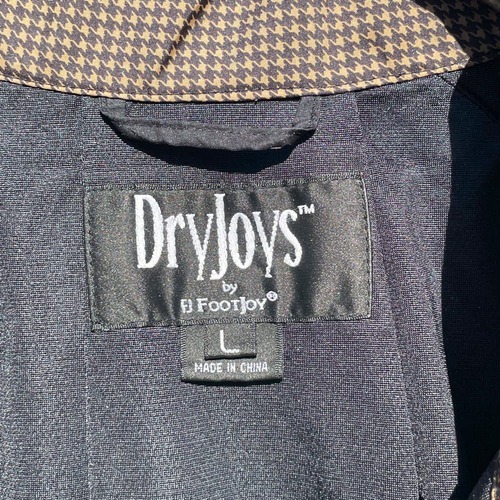 DryJoys™
by
FJ FootJoy®
L
MADE IN CHINA